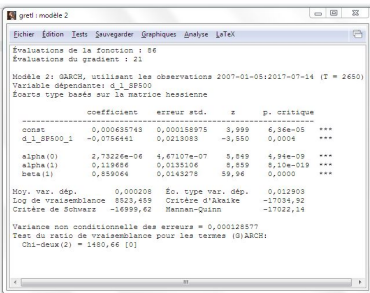 gretl : modèle 2
Fichier Édition Tests Sauvegarder Graphiques Analyse LaTeX
Évaluations de la fonction : 86
Évaluations du gradient : 21
Modèle 2: GARCH, utilisant les observations 2007-01-05:2017-07-14 (T = 2650)
Variable dépendante: d_l_SP500
Écarts type basés sur la matrice hessienne
coefficient erreur std. z p. critique
const 0,000635743 0,000158975 3,999 6,36e-05 ***
d_l_SP500_1 -0,0756441 0,0213083 -3,550 0,0004 ***
alpha(0) 2,73226e-06 4,67107e-07 5,849 4,94e-09 ***
alpha(1) 0,119686 0,0135106 8,859 8,10e-019 ***
beta(1) 0,859064 0,0143278 59,96 0,0000 ***
Moy. var. dép. 0,000208 Éc. type var. dép. 0,012903
Log de vraisemblance 8523,459 Critère d'Akaike -17034,92
Critère de Schwarz -16999,62 Hannan-Quinn -17022,14
Variance non conditionnelle des erreurs = 0,000128577
Test du ratio de vraisemblance pour les termes (G)ARCH:
Chi-deux(2) = 1480,66 [0]